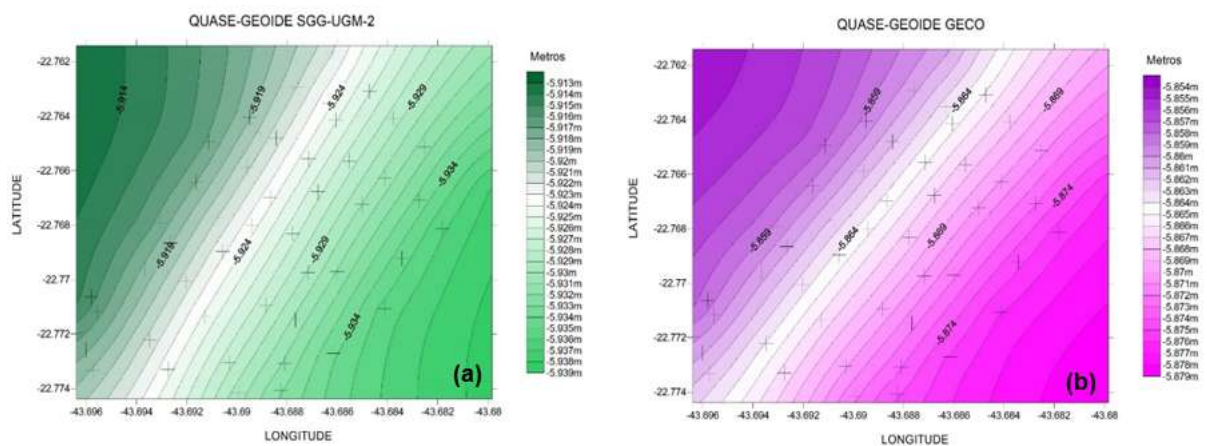 QUASE-GEOIDE SGG-UGM-2
LATITUDE
-22.762
-22.764
-22.766
-22.768
-22.77
-22.772
-22.774
-5.914
-5.919
-5.924
-5.929
-5.934
-5.919
-5.924
-5.929
-5.934
(a)
-43.696 -43.694 -43.692 -43.69 -43.688 -43.686 -43.684 -43.682 -43.68
LONGITUDE
Metros
-5.913m
-5.914m
-5.915m
-5.916m
-5.917m
-5.918m
-5.919m
-5.92m
-5.921m
-5.922m
-5.923m
-5.924m
-5.925m
-5.926m
-5.927m
-5.928m
-5.929m
-5.93m
-5.931m
-5.932m
-5.933m
-5.934m
-5.935m
-5.936m
-5.937m
-5.938m
-5.939m
QUASE-GEOIDE GECO
LATITUDE
-22.762
-22.764
-22.766
-22.768
-22.77
-22.772
-22.774
-5.859
-5.864
-5.869
-5.874
-5.859
-5.864
-5.869
-5.874
(b)
-43.696 -43.694 -43.692 -43.69 -43.688 -43.686 -43.684 -43.682 -43.68
LONGITUDE
Metros
-5.854m
-5.855m
-5.856m
-5.857m
-5.858m
-5.859m
-5.86m
-5.861m
-5.862m
-5.863m
-5.864m
-5.865m
-5.866m
-5.867m
-5.868m
-5.869m
-5.87m
-5.871m
-5.872m
-5.873m
-5.874m
-5.875m
-5.876m
-5.877m
-5.878m
-5.879m